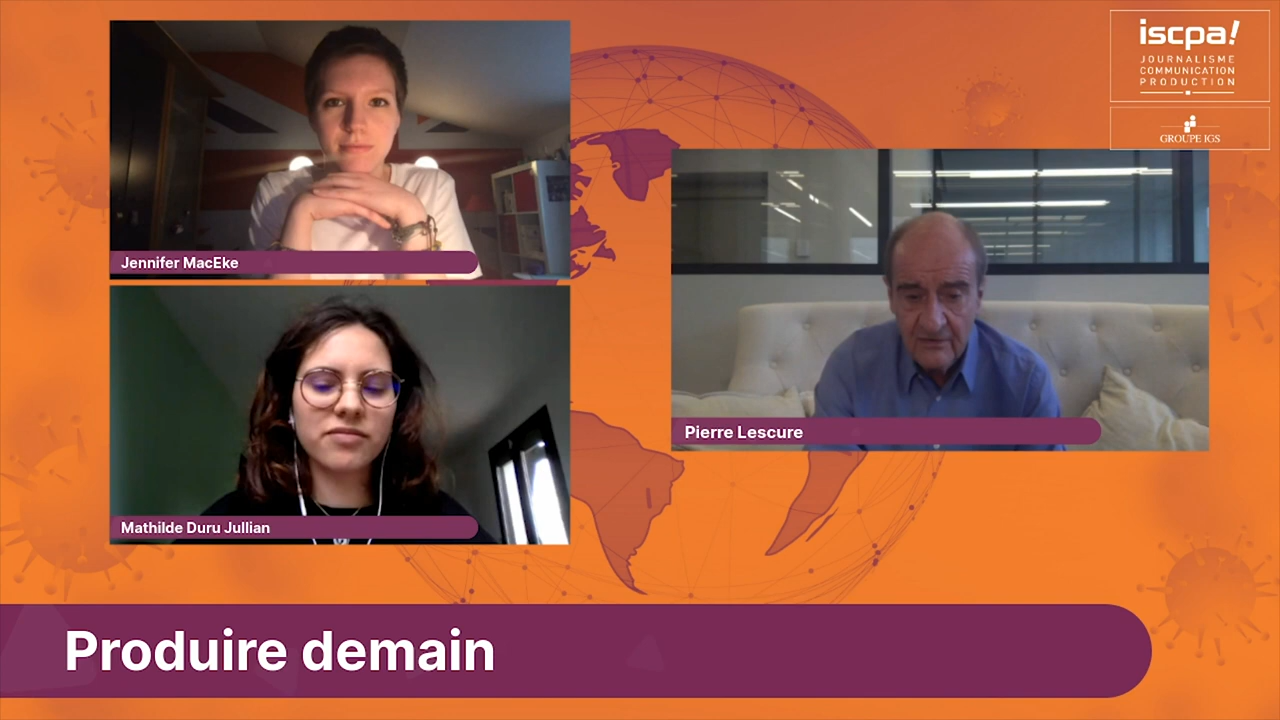 iscpa!
JOURNALISME
COMMUNICATION
PRODUCTION
GROUPE IGS
Jennifer MacEke
Pierre Lescure
Mathilde Duru Jullian
Produire demain